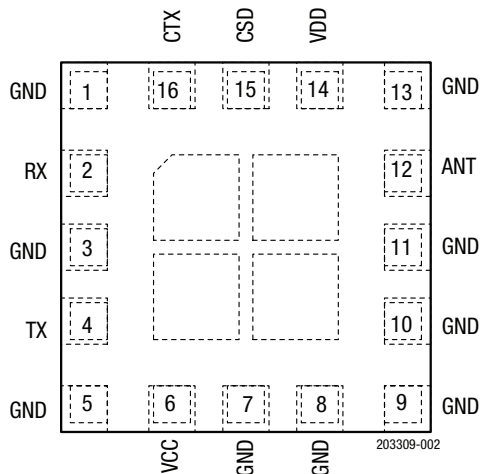 CTX CSD VDD
GND 1 16 15 14 13 GND
RX 2 12 ANT
GND 3 11 GND
TX 4 10 GND
GND 5 6 7 8 9 GND
VCC GND GND 203309-002